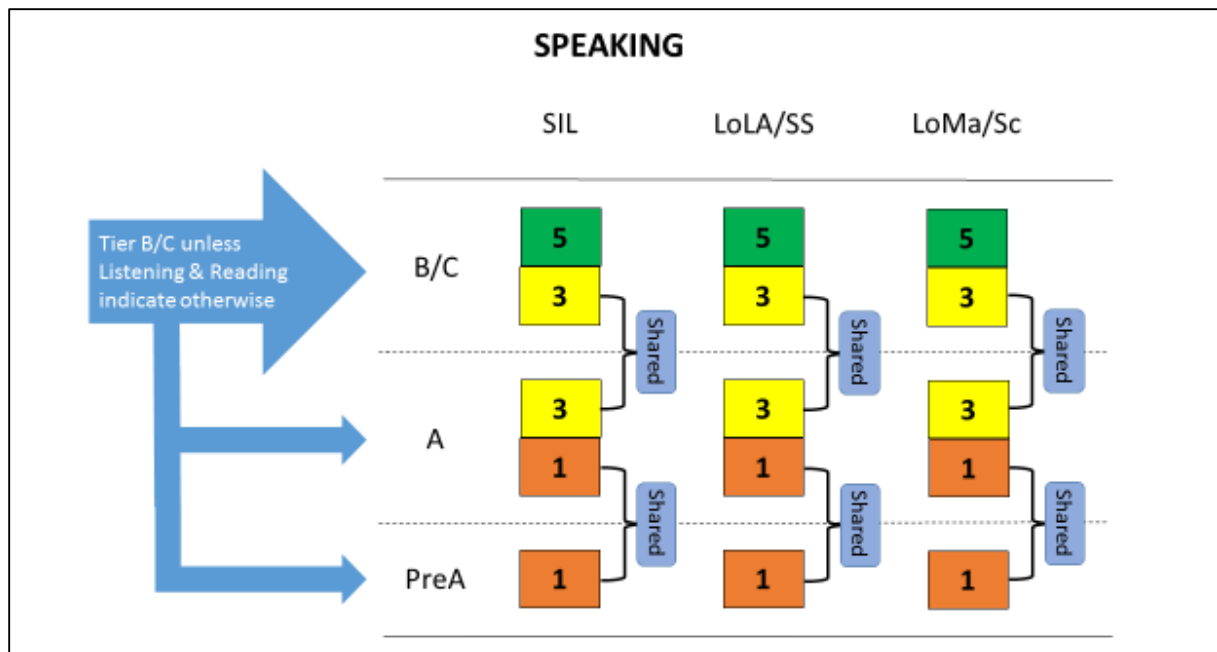 SPEAKING
SIL LoLA/SS LoMa/Sc
Tier B/C unless
Listening & Reading
indicate otherwise
B/C
5 5 5
3 3 3
Shared Shared Shared
A
3 3 3
1 1 1
Shared Shared Shared
PreA
1 1 1